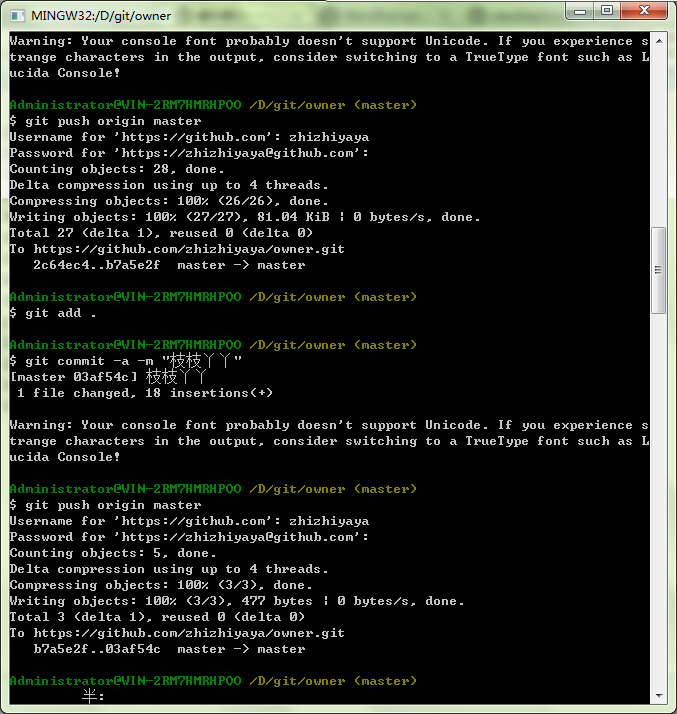 MINGW32:/D/git/owner
Warning: Your console font probably doesn't support Unicode. If you experience s
trange characters in the output, consider switching to a TrueType font such as L
ucida Console!
Administrator@WIN-2RM7HMRHPOO /D/git/owner (master)
$ git push origin master
Username for 'https://github.com': zhizhiyaya
Password for 'https://zhizhiyaya@github.com':
Counting objects: 28, done.
Delta compression using up to 4 threads.
Compressing objects: 100% (26/26), done.
Writing objects: 100% (27/27), 81.04 KiB | 0 bytes/s, done.
Total 27 (delta 1), reused 0 (delta 0)
To https://github.com/zhizhiyaya/owner.git
   2c64ec4..b7a5e2f  master -> master
Administrator@WIN-2RM7HMRHPOO /D/git/owner (master)
$ git add .
Administrator@WIN-2RM7HMRHPOO /D/git/owner (master)
$ git commit -a -m "枝枝丫丫"
[master 03af54c] 枝枝丫丫
 1 file changed, 18 insertions(+)
Warning: Your console font probably doesn't support Unicode. If you experience s
trange characters in the output, consider switching to a TrueType font such as L
ucida Console!
Administrator@WIN-2RM7HMRHPOO /D/git/owner (master)
$ git push origin master
Username for 'https://github.com': zhizhiyaya
Password for 'https://zhizhiyaya@github.com':
Counting objects: 5, done.
Delta compression using up to 4 threads.
Compressing objects: 100% (3/3), done.
Writing objects: 100% (3/3), 477 bytes | 0 bytes/s, done.
Total 3 (delta 1), reused 0 (delta 0)
To https://github.com/zhizhiyaya/owner.git
   b7a5e2f..03af54c  master -> master
Administrator@WIN-2RM7HMRHPOO /D/git/owner (master)
半: